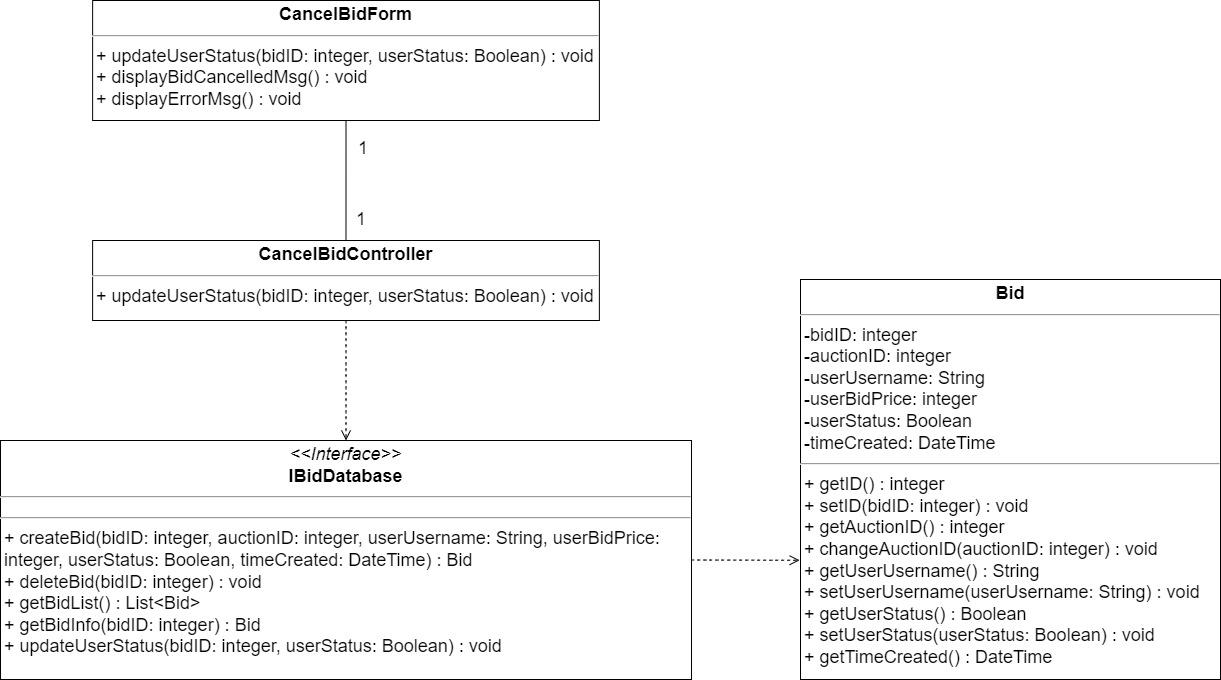 CancelBidForm
+ updateUserStatus(bidID: integer, userStatus: Boolean) : void
+ displayBidCancelledMsg() : void
+ displayErrorMsg() : void
1
1
CancelBidController
+ updateUserStatus(bidID: integer, userStatus: Boolean) : void
<<Interface>>
IBidDatabase
+ createBid(bidID: integer, auctionID: integer, userUsername: String, userBidPrice:
integer, userStatus: Boolean, timeCreated: DateTime) : Bid
+ deleteBid(bidID: integer) : void
+ getBidList() : List<Bid>
+ getBidInfo(bidID: integer) : Bid
+ updateUserStatus(bidID: integer, userStatus: Boolean) : void
Bid
-bidID: integer
-auctionID: integer
-userUsername: String
-userBidPrice: integer
-userStatus: Boolean
-timeCreated: DateTime
+ getID() : integer
+ setID(bidID: integer) : void
+ getAuctionID() : integer
+ changeAuctionID(auctionID: integer) : void
+ getUserUsername() : String
+ setUserUsername(userUsername: String) : void
+ getUserStatus() : Boolean
+ setUserStatus(userStatus: Boolean) : void
+ getTimeCreated() : DateTime